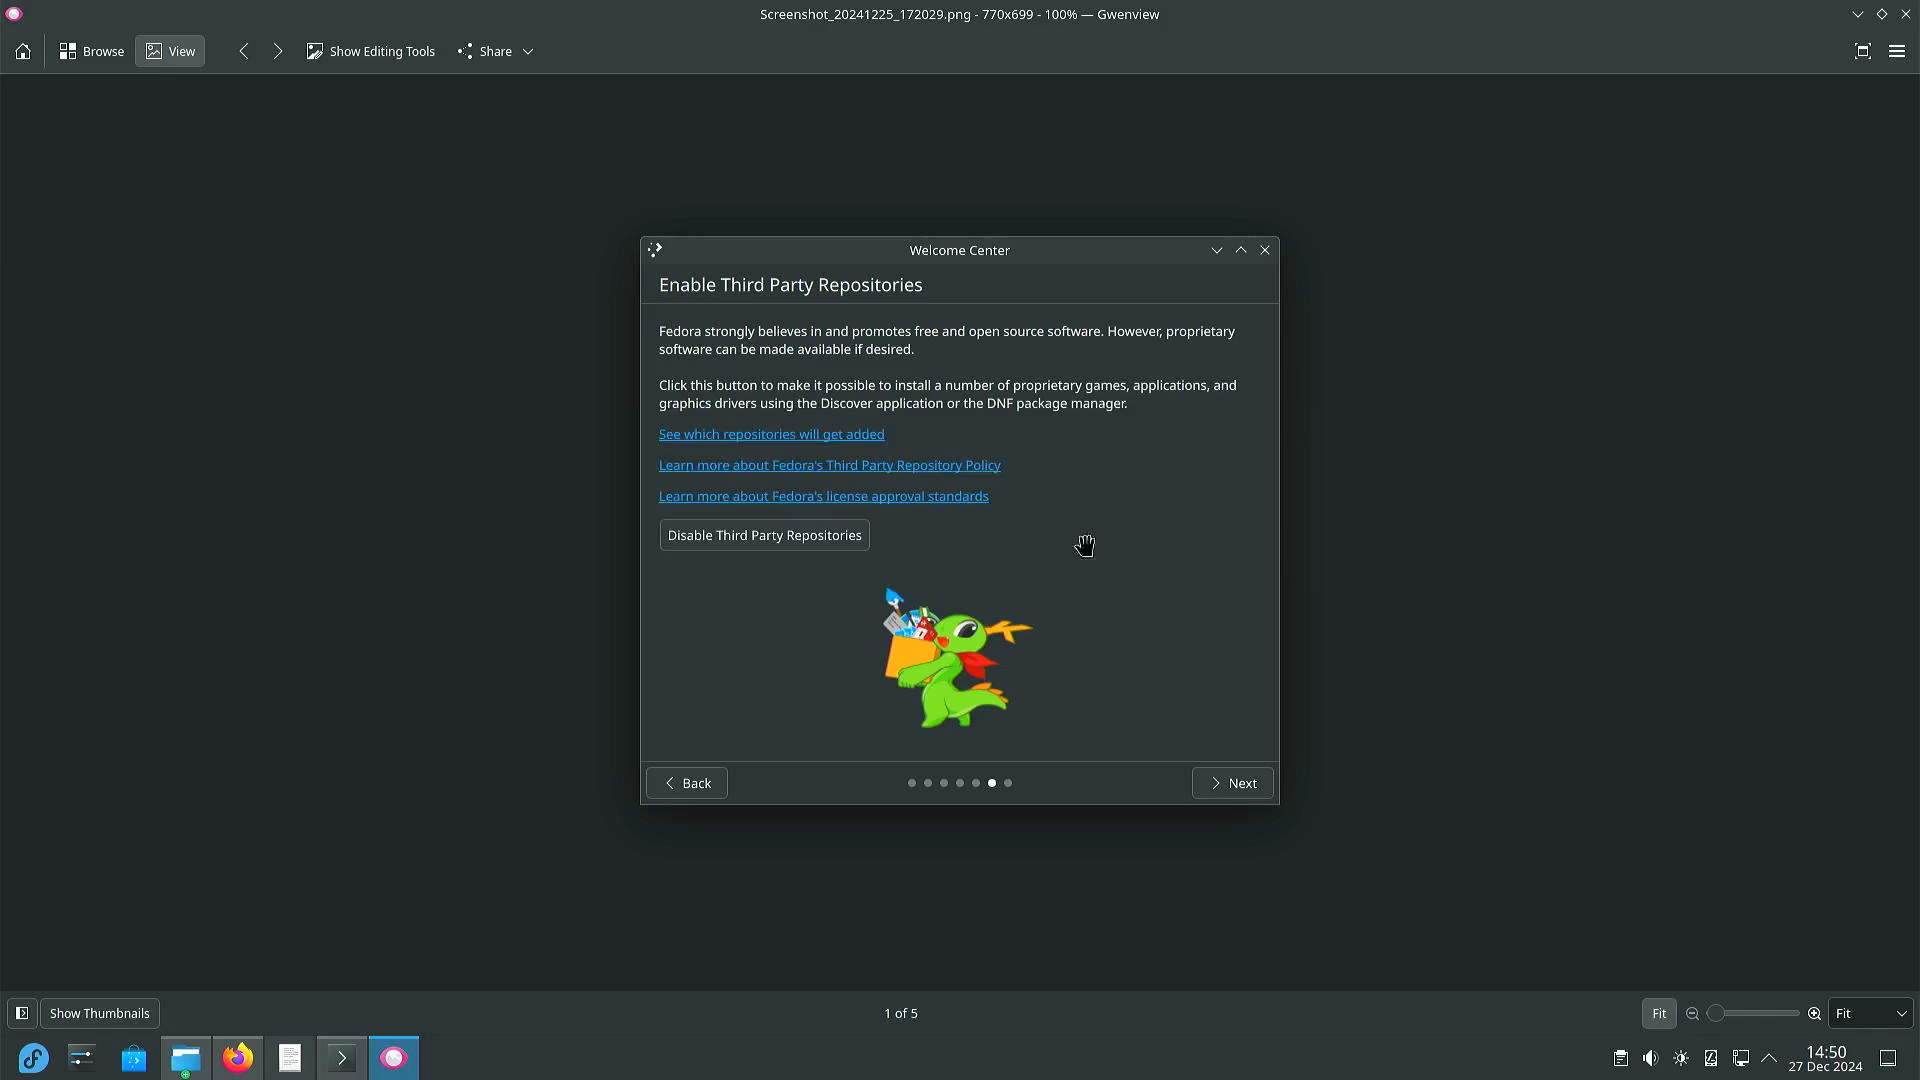 Screenshot_20241225_172029.png - 770x699 - 100% — Gwenview
Browse
View
Show Editing Tools
Share
Welcome Center
Enable Third Party Repositories
Fedora strongly believes in and promotes free and open source software. However, proprietary
software can be made available if desired.
Click this button to make it possible to install a number of proprietary games, applications, and
graphics drivers using the Discover application or the DNF package manager.
See which repositories will get added
Learn more about Fedora's Third Party Repository Policy
Learn more about Fedora's license approval standards
Disable Third Party Repositories
Back
Next
Show Thumbnails
1 of 5
Fit
Fit
14:50
27 Dec 2024